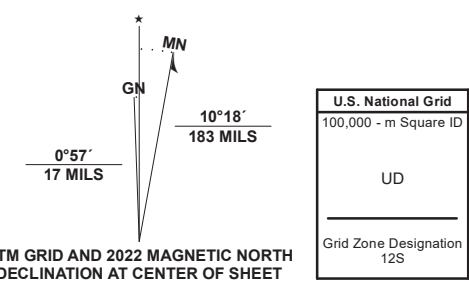 ★
MN
GN
10°18´
183 MILS
0°57´
17 MILS
TM GRID AND 2022 MAGNETIC NORTH
DECLINATION AT CENTER OF SHEET
U.S. National Grid
100,000 - m Square ID
UD
Grid Zone Designation
12S